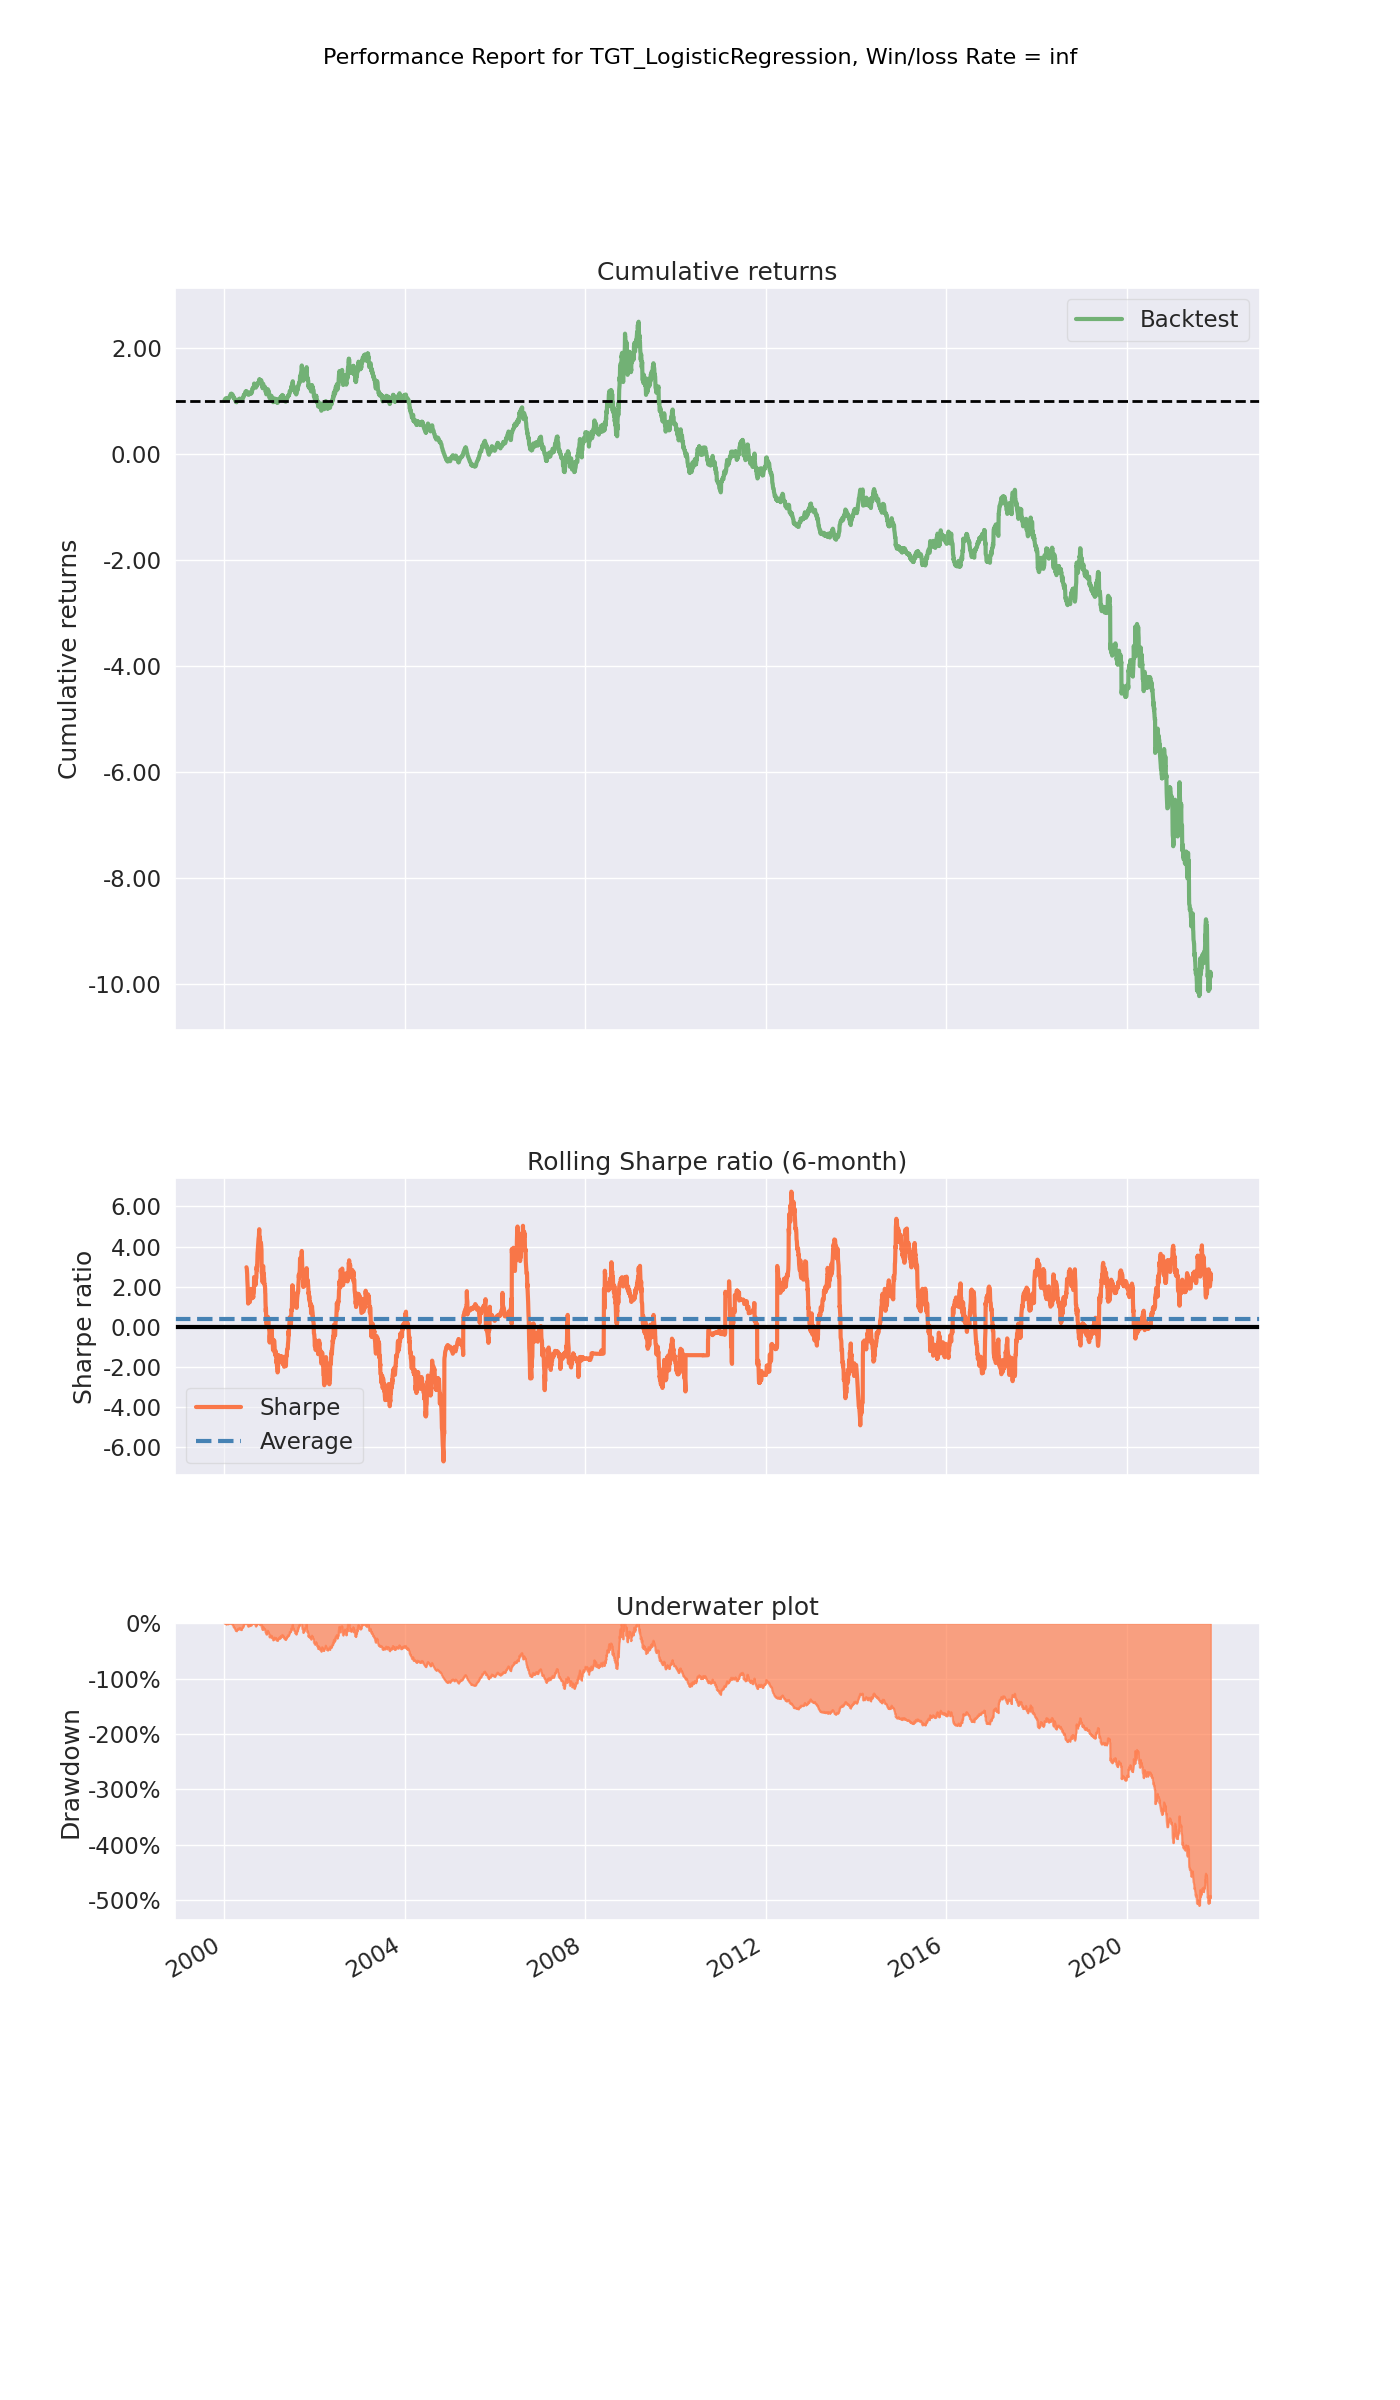 Performance Report for TGT_LogisticRegression, Win/loss Rate = inf
Cumulative returns
Backtest
Cumulative returns
2.00
0.00
-2.00
-4.00
-6.00
-8.00
-10.00
Rolling Sharpe ratio (6-month)
Sharpe ratio
6.00
4.00
2.00
0.00
-2.00
-4.00
-6.00
Sharpe
Average
Underwater plot
Drawdown
0%
-100%
-200%
-300%
-400%
-500%
2000
2004
2008
2012
2016
2020